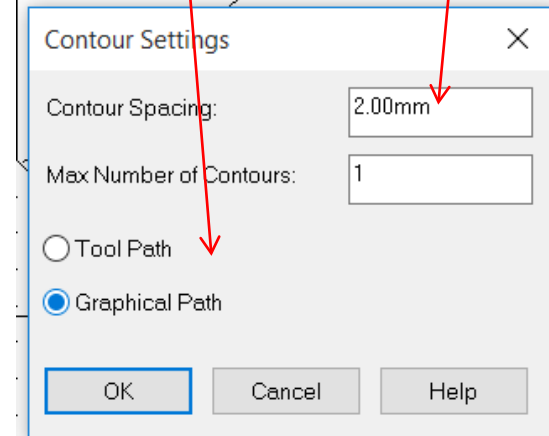 Contour Settings
Contour Spacing: 2.00mm
Max Number of Contours: 1
Tool Path
Graphical Path
OK Cancel Help